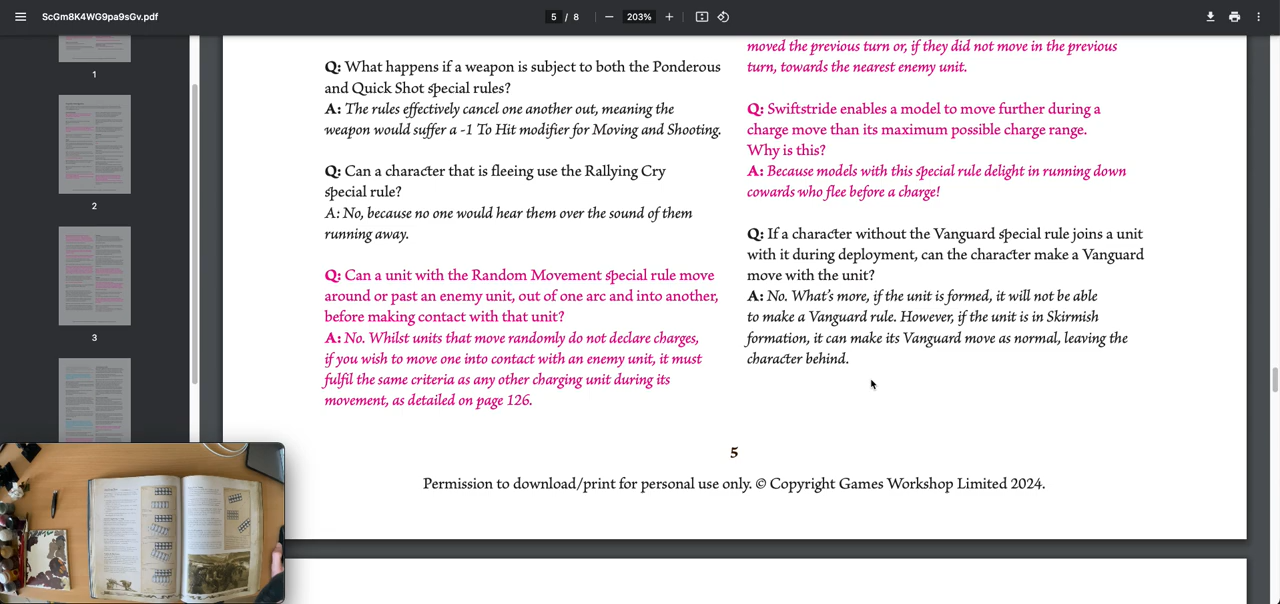 ScGm8K4WG9pa9sGv.pdf
5 / 8
203%
1
2
3
Q: What happens if a weapon is subject to both the Ponderous
and Quick Shot special rules?
A: The rules effectively cancel one another out, meaning the
weapon would suffer a -1 To Hit modifier for Moving and Shooting.
Q: Can a character that is fleeing use the Rallying Cry
special rule?
A: No, because no one would hear them over the sound of them
running away.
Q: Can a unit with the Random Movement special rule move
around or past an enemy unit, out of one arc and into another,
before making contact with that unit?
A: No. Whilst units that move randomly do not declare charges,
if you wish to move one into contact with an enemy unit, it must
fulfil the same criteria as any other charging unit during its
movement, as detailed on page 126.
moved the previous turn or, if they did not move in the previous
turn, towards the nearest enemy unit.
Q: Swiftstride enables a model to move further during a
charge move than its maximum possible charge range.
Why is this?
A: Because models with this special rule delight in running down
cowards who flee before a charge!
Q: If a character without the Vanguard special rule joins a unit
with it during deployment, can the character make a Vanguard
move with the unit?
A: No. What's more, if the unit is formed, it will not be able
to make a Vanguard rule. However, if the unit is in Skirmish
formation, it can make its Vanguard move as normal, leaving the
character behind.
5
Permission to download/print for personal use only. © Copyright Games Workshop Limited 2024.